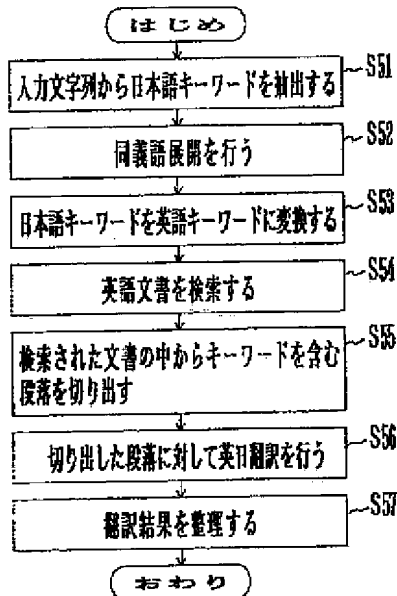 はじめ
入力文字列から日本語キーワードを抽出する
S51
同義語展開を行う
S52
日本語キーワードを英語キーワードに変換する
S53
英語文書を検索する
S54
検索された文書の中からキーワードを含む
段落を切り出す
S55
切り出した段落に対して英日翻訳を行う
S56
翻訳結果を整理する
S57
おわり